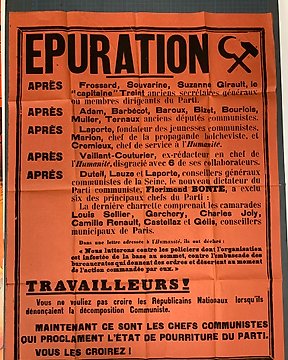 EPURATION
APRÈS Frossard, Souvarine, Suzanne Girault, le
"capitaine" Treint anciens secrétaires généraux
ou membres dirigeants du Parti.
APRÈS Adam, Barbécot, Baroux, Bizet, Bourlois,
Muller, Ternaux anciens députés communistes.
APRÈS Laporte, fondateur des jeunesses communistes.
Marion, chef de la propagande bolcheviste, et
Crémieux, chef de service à l'Humanité.
APRÈS Vaillant-Couturier, ex-rédacteur en chef de
l'Humanité, disgracié avec 6 de ses collaborateurs.
APRÈS Duteil, Lauze et Laporte, conseillers généraux
communistes de la Seine, le nouveau dictateur du
Parti communiste, Florimond BONTE, a exclu
six des principaux chefs du Parti :
La dernière charrette comprenait les camarades
Louis Sellier, Garchery, Charles Joly,
Camille Renault, Castellaz et Gélis, conseillers
municipaux de Paris.
Dans une lettre adressée à l'Humanité, ils ont déclaré :
« Nous lutterons contre les policiers dont l'organisation
est infestée de la base au sommet, contre l'embuscade des
bureaucrates qui donnent des ordres et désertent au moment
de l'action commandée par eux. »
TRAVAILLEURS!
Vous ne vouliez pas croire les Républicains Nationaux lorsqu'ils
dénonçaient la décomposition Communiste.
MAINTENANT CE SONT LES CHEFS COMMUNISTES
QUI PROCLAMENT L'ÉTAT DE POURRITURE DU PARTI.
VOUS LES CROIREZ !